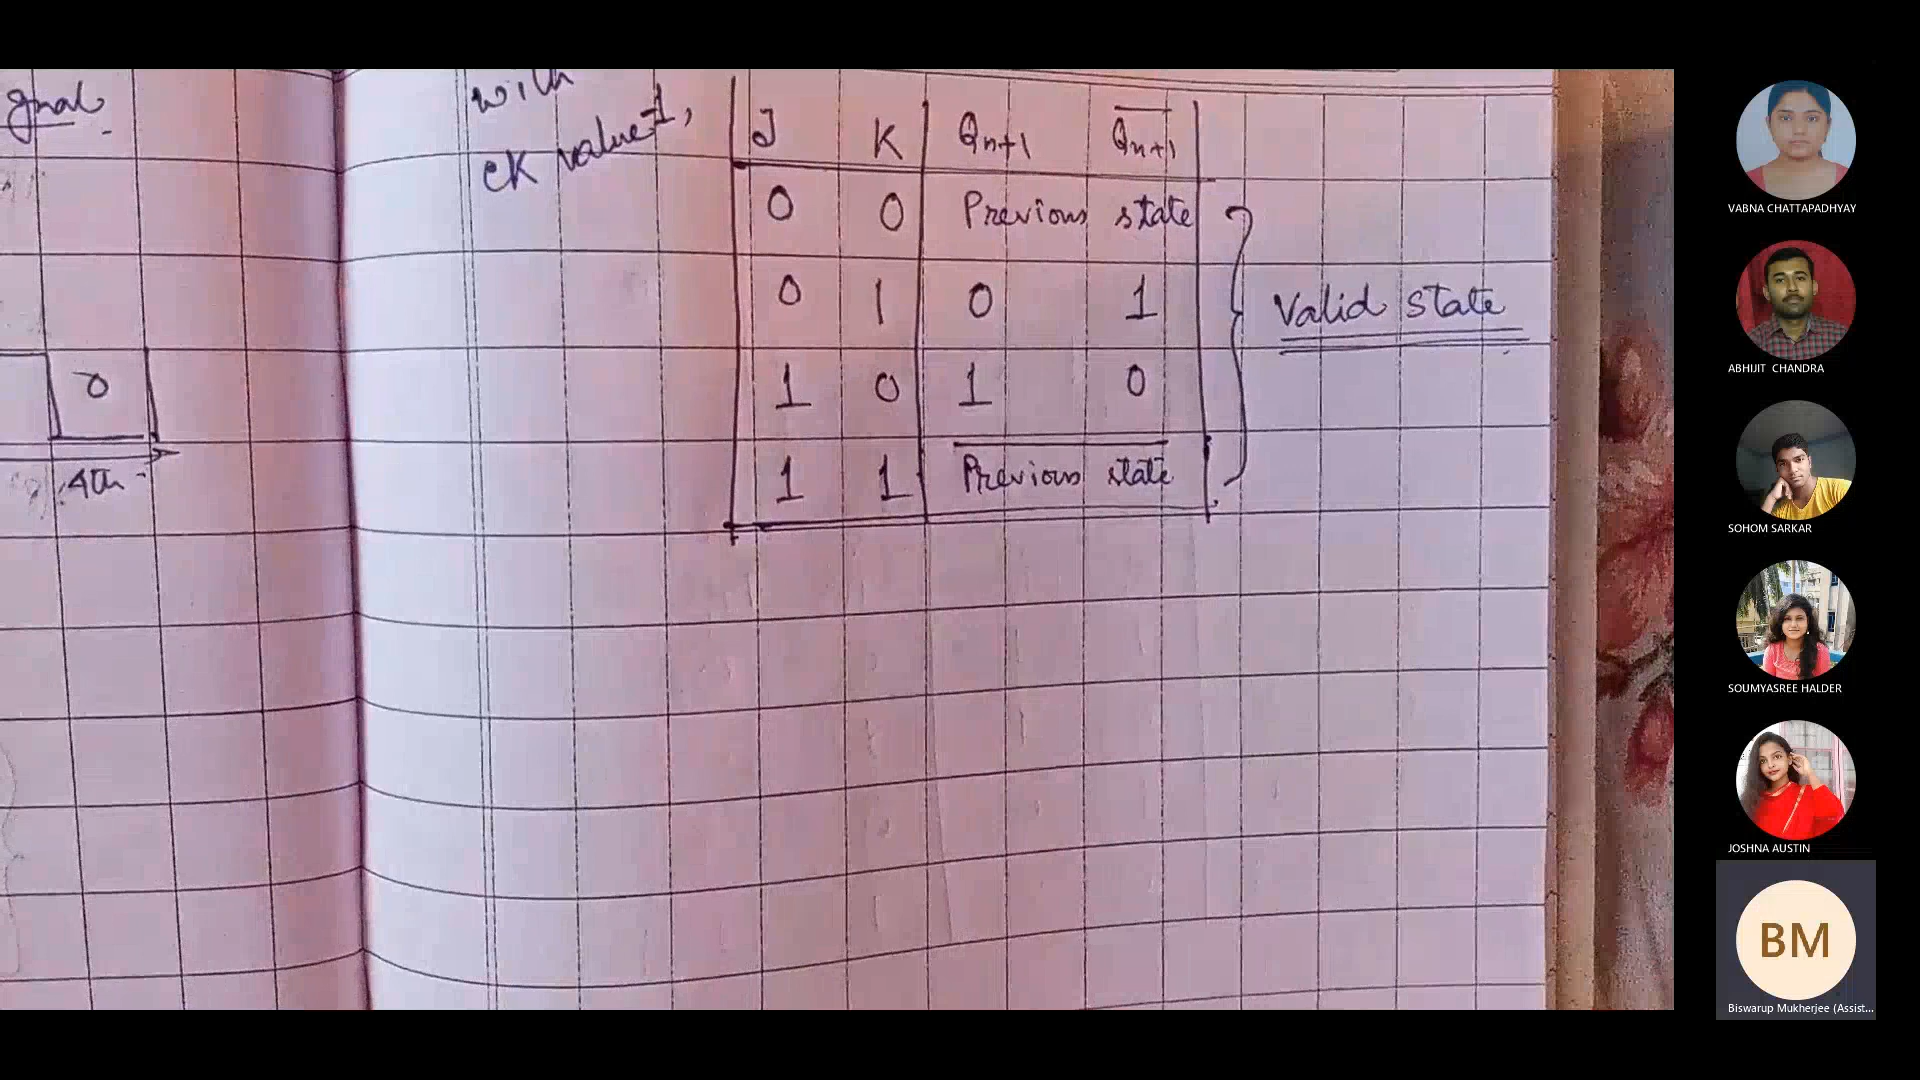 gnal
4th
with
ck value=1,
J K Qn+1 Q̅n+1
0 0 Previous state
0 1 0 1
1 0 1 0
1 1 Previous state
Valid state
0
VABNA CHATTAPADHYAY
ABHIJIT CHANDRA
SOHOM SARKAR
SOUMYASREE HALDER
JOSHNA AUSTIN
BM
Biswarup Mukherjee (Assist...